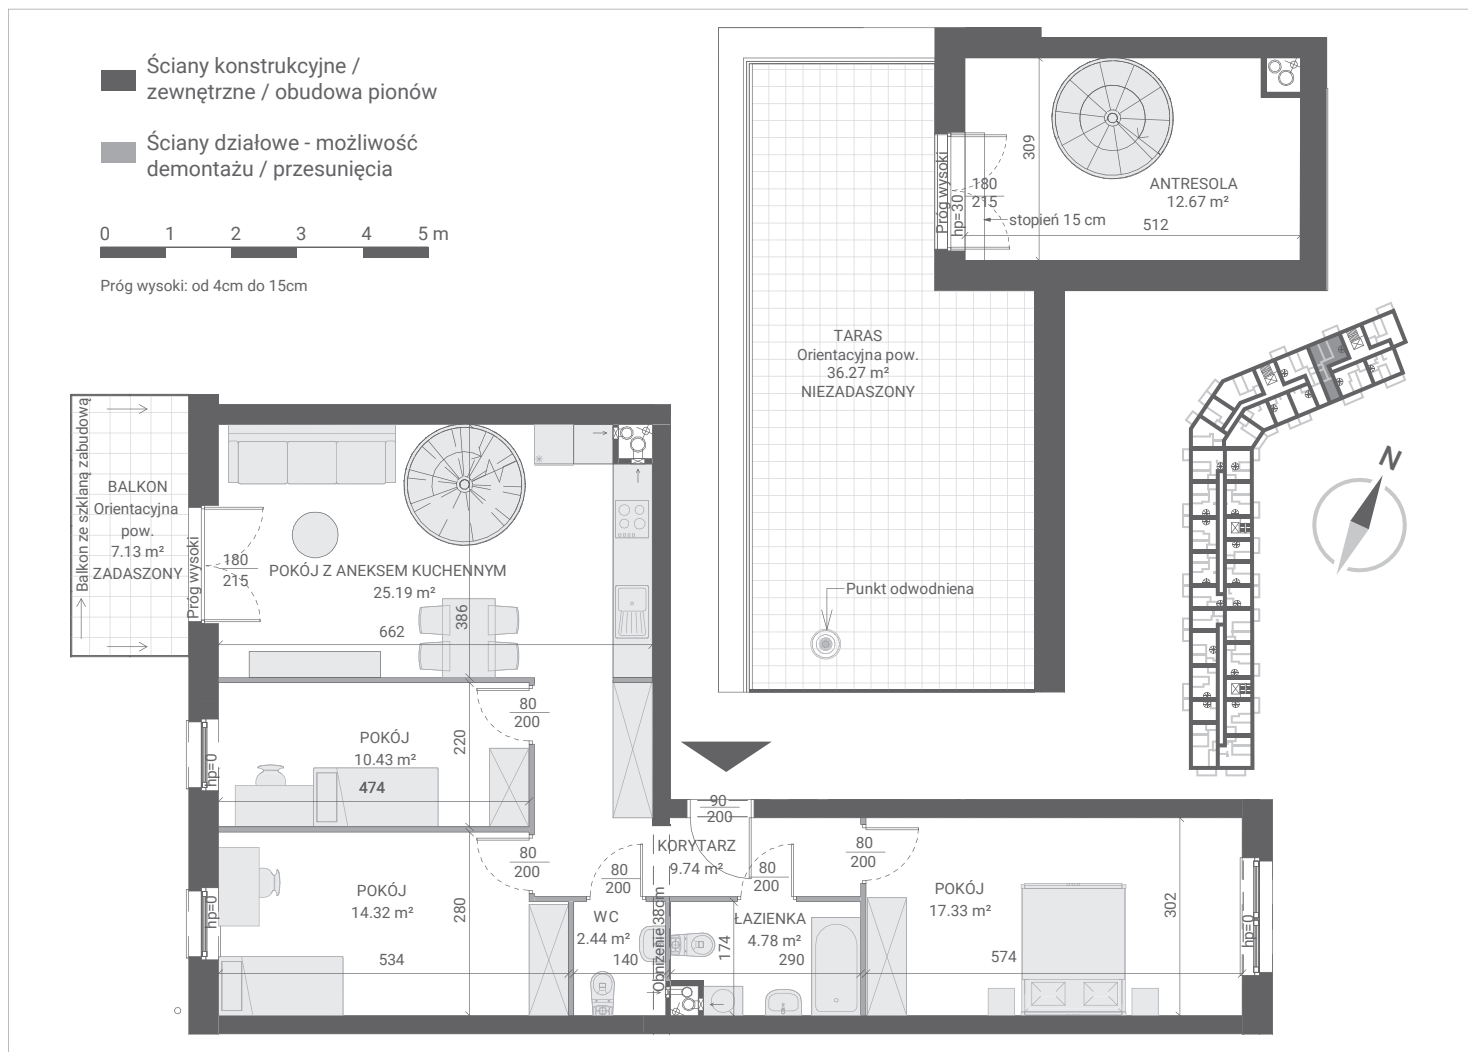 Ściany konstrukcyjne /
zewnętrzne / obudowa pionów
Ściany działowe - możliwość
demontażu / przesunięcia
0 1 2 3 4 5 m
Próg wysoki: od 4cm do 15cm
309
Próg wysoki
hp=30
180
215
stopień 15 cm
ANTRESOLA
12.67 m²
512
TARAS
Orientacyjna pow.
36.27 m²
NIEZADASZONY
Punkt odwodniena
N
Balkon ze szklaną zabudową
BALKON
Orientacyjna
pow.
7.13 m²
ZADASZONY
Próg wysoki
180
215
POKÓJ Z ANEKSEM KUCHENNYM
25.19 m²
386
662
80
200
POKÓJ
10.43 m²
220
474
hp=0
90
200
KORYTARZ
9.74 m²
80
200
80
200
80
200
80
200
POKÓJ
14.32 m²
280
534
hp=0
WC
2.44 m²
140
Obniżenie 38cm
ŁAZIENKA
4.78 m²
174
290
POKÓJ
17.33 m²
302
574
hp=0